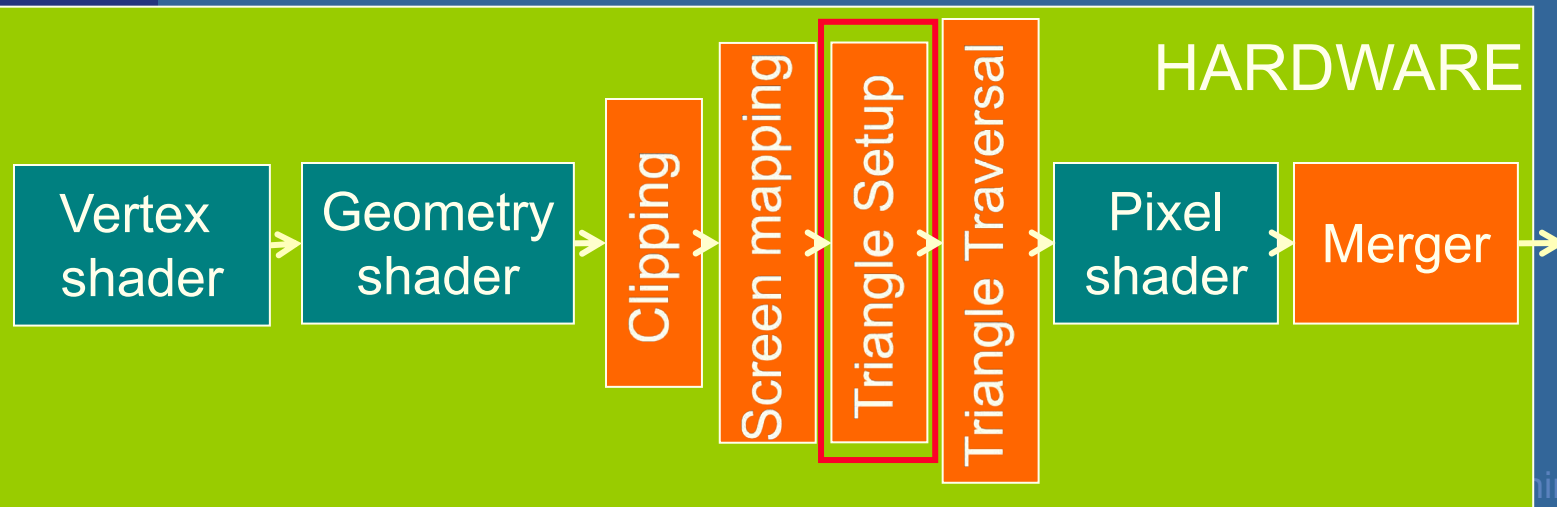 HARDWARE
Vertex
shader
Geometry
shader
Clipping
Screen mapping
Triangle Setup
Triangle Traversal
Pixel
shader
Merger